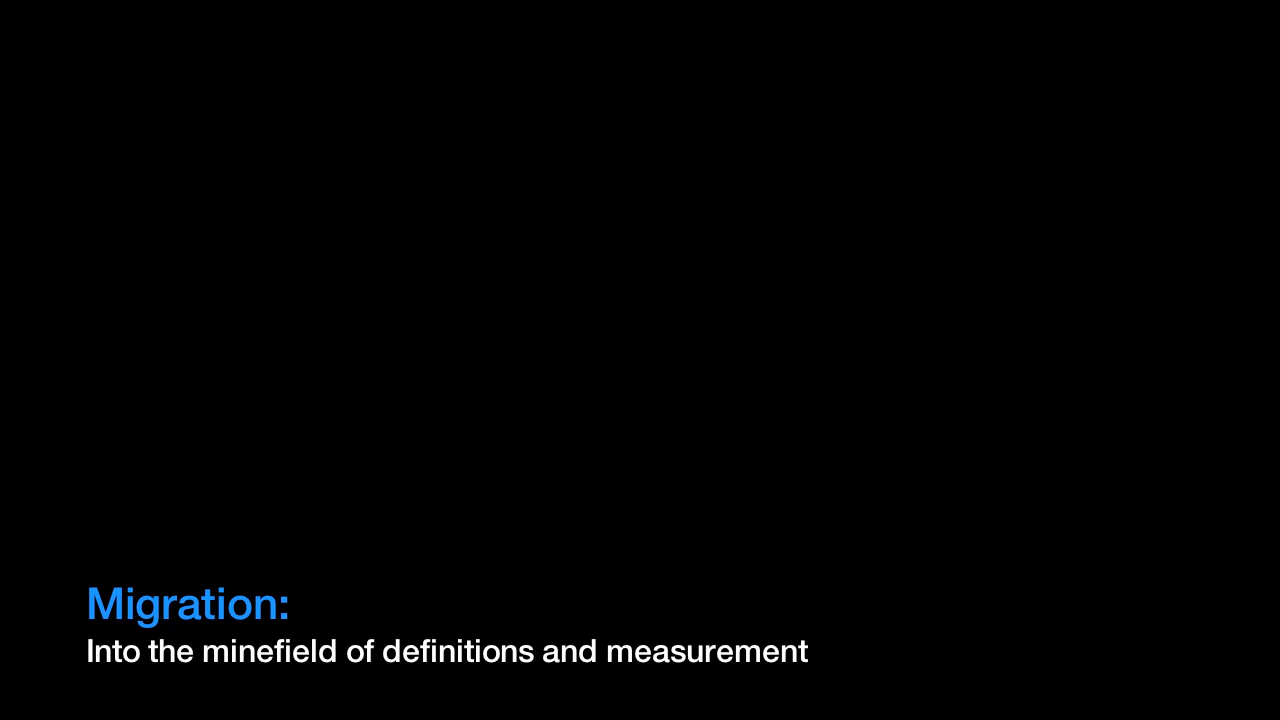 Migration:
Into the minefield of definitions and measurement